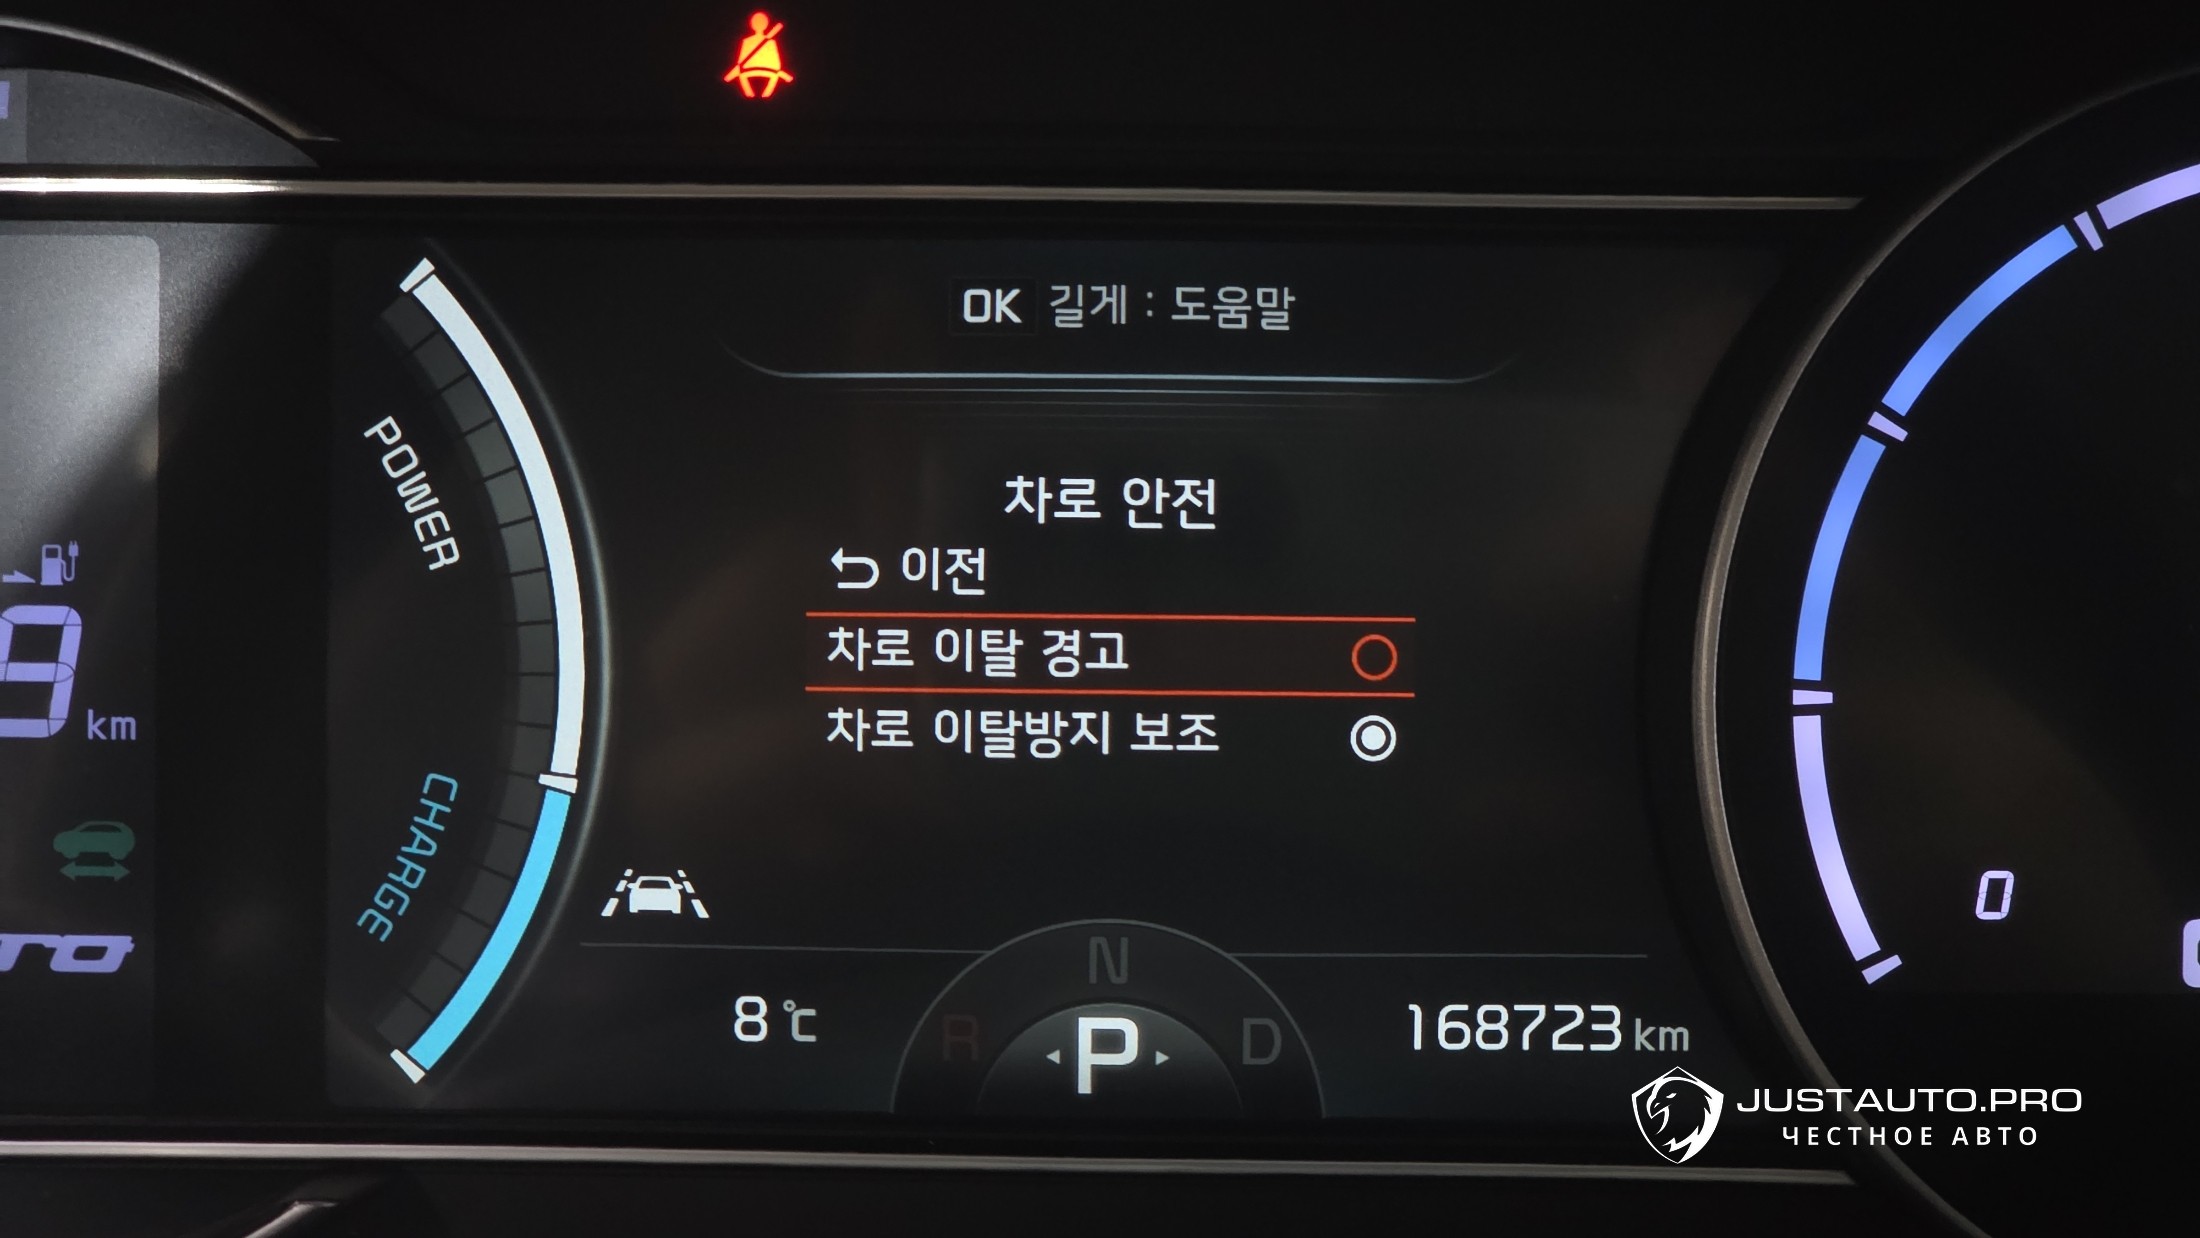 OK 길게 : 도움말
차로 안전
이전
차로 이탈 경고
차로 이탈방지 보조
POWER
CHARGE
9 km
N
R
P
D
8 ℃
168723 km
0
JUSTAUTO.PRO
ЧЕСТНОЕ АВТО